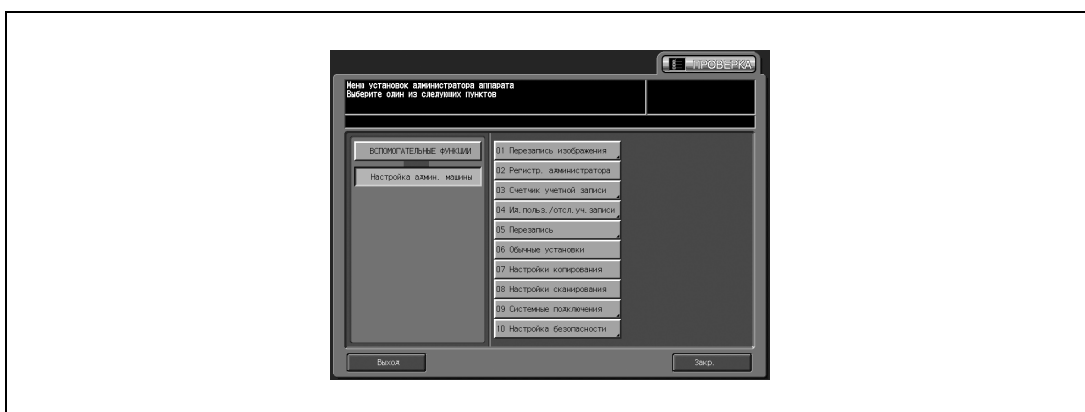 ПРОВЕРКА
Меню установок администратора аппарата
Выберите один из следующих пунктов
ВСПОМОГАТЕЛЬНЫЕ ФУНКЦИИ
Настройка админ. машины
01 Перезапись изображения
02 Регистр. администратора
03 Счетчик учетной записи
04 Ид.польз./отсл.уч.записи
05 Перезапись
06 Обычные установки
07 Настройки копирования
08 Настройки сканирования
09 Системные подключения
10 Настройка безопасности
Выход
Закр.